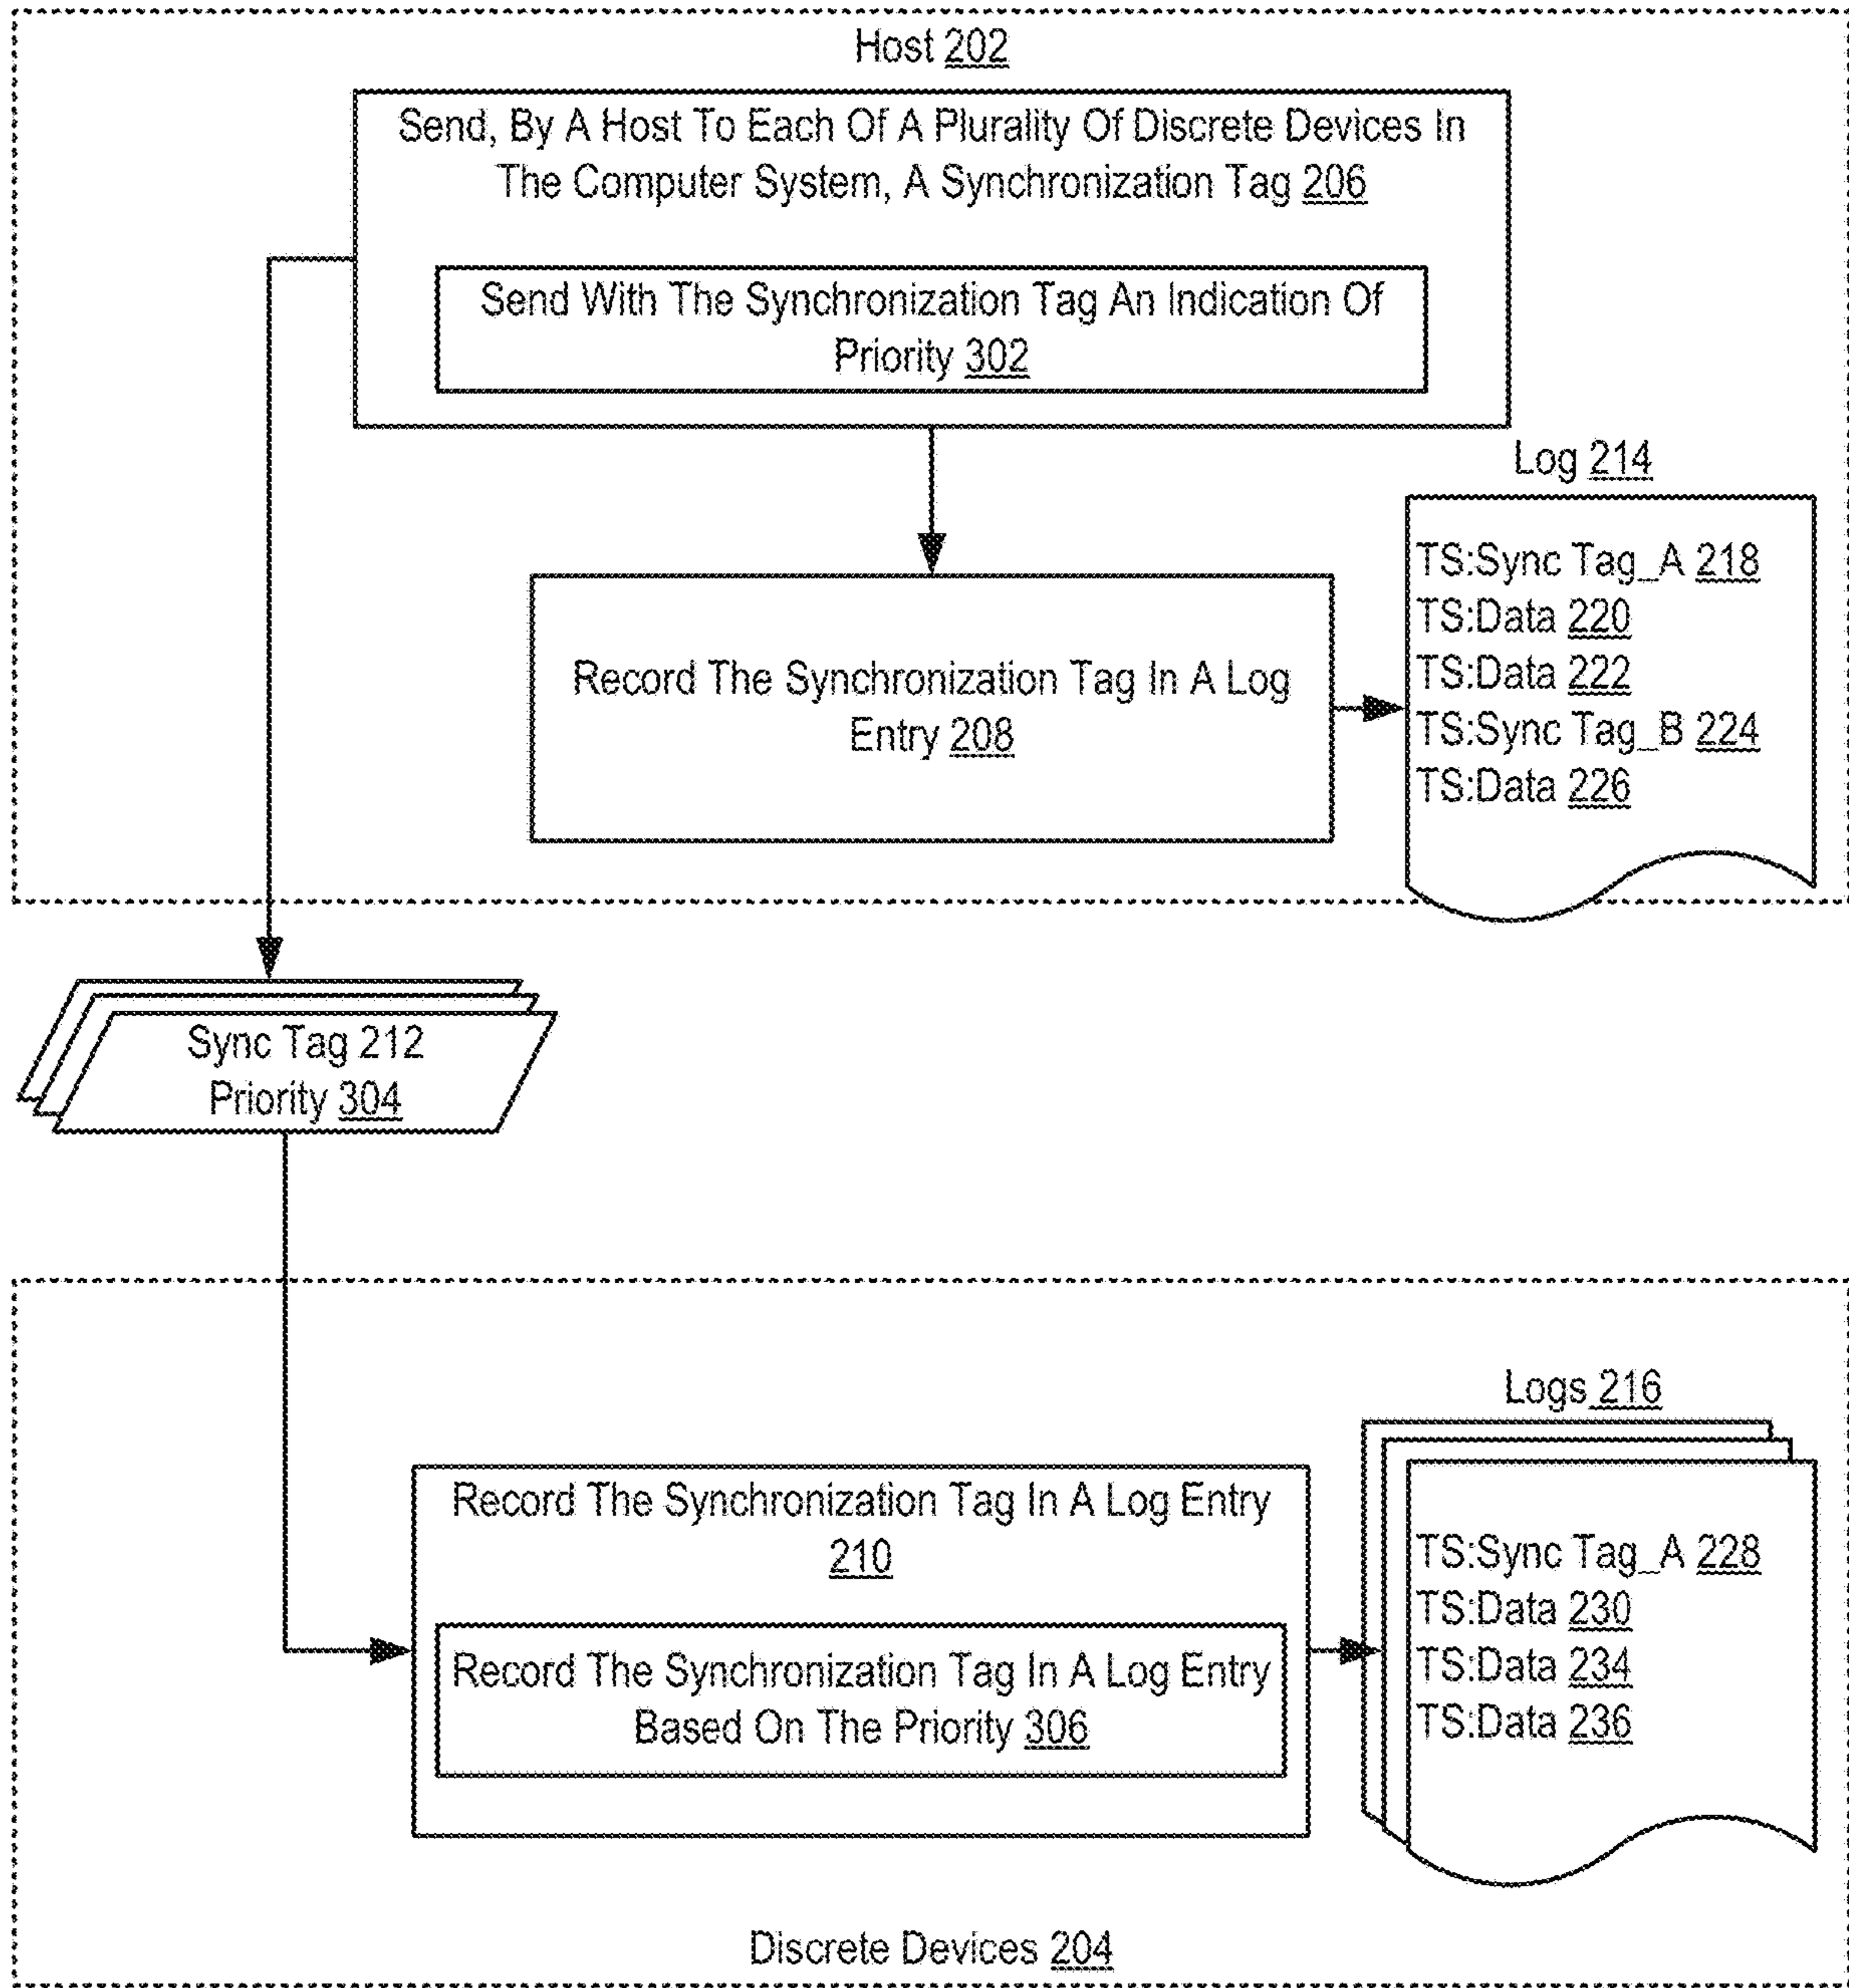 Host 202
Send, By A Host To Each Of A Plurality Of Discrete Devices In
The Computer System, A Synchronization Tag 206
Send With The Synchronization Tag An Indication Of
Priority 302
Log 214
TS:Sync Tag_A 218
TS:Data 220
TS:Data 222
TS:Sync Tag_B 224
TS:Data 226
Record The Synchronization Tag In A Log
Entry 208
Sync Tag 212
Priority 304
Logs 216
Record The Synchronization Tag In A Log Entry
210
Record The Synchronization Tag In A Log Entry
Based On The Priority 306
TS:Sync Tag_A 228
TS:Data 230
TS:Data 234
TS:Data 236
Discrete Devices 204